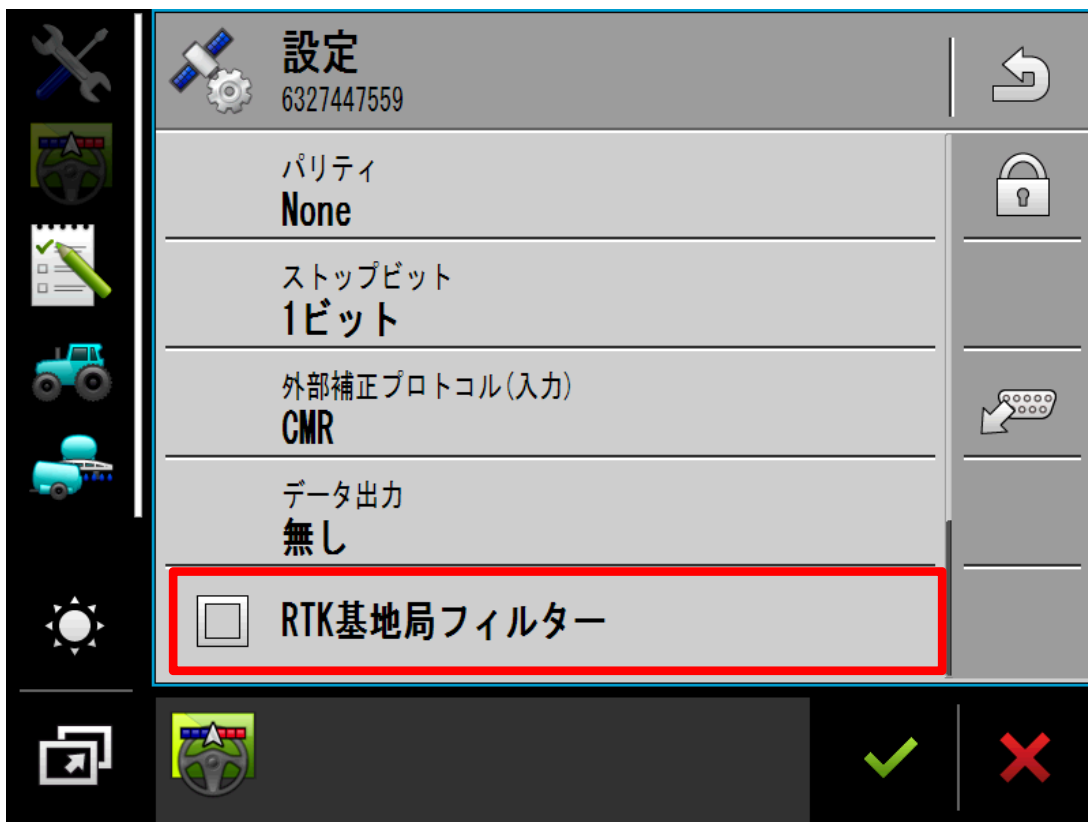 設定
6327447559
パリティ
None
ストップビット
1ビット
外部補正プロトコル(入力)
CMR
データ出力
無し
RTK基地局フィルター